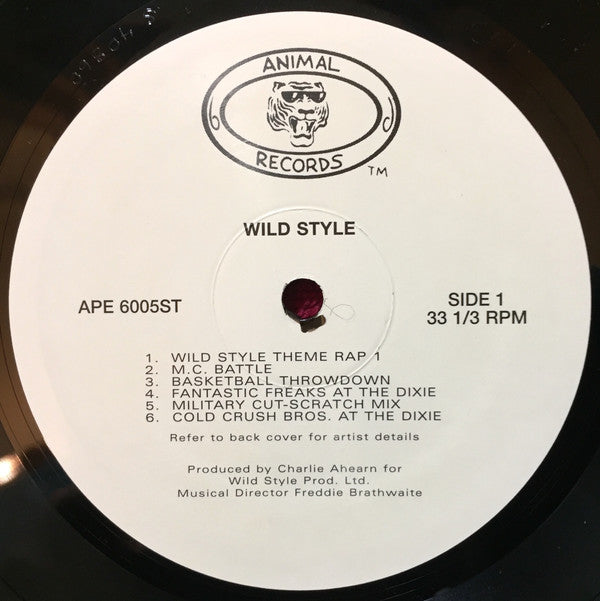 ANIMAL
RECORDS
TM
WILD STYLE
APE 6005ST
SIDE 1
33 1/3 RPM
1. WILD STYLE THEME RAP 1
2. M.C. BATTLE
3. BASKETBALL THROWDOWN
4. FANTASTIC FREAKS AT THE DIXIE
5. MILITARY CUT-SCRATCH MIX
6. COLD CRUSH BROS. AT THE DIXIE
Refer to back cover for artist details
Produced by Charlie Ahearn for
Wild Style Prod. Ltd.
Musical Director Freddie Brathwaite